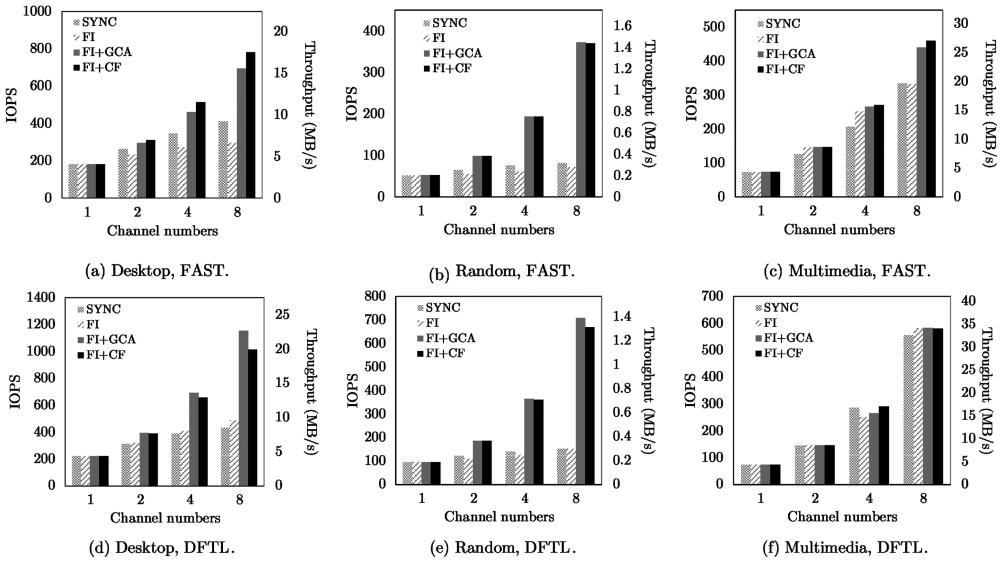 1000
800
600
400
200
0
IOPS
SYNC
FI
FI+GCA
FI+CF
20
15
10
5
0
Throughput (MB/s)
1 2 4 8
Channel numbers
(a) Desktop, FAST.
400
300
200
100
0
IOPS
SYNC
FI
FI+GCA
FI+CF
1.6
1.4
1.2
1
0.8
0.6
0.4
0.2
0
Throughput (MB/s)
1 2 4 8
Channel numbers
(b) Random, FAST.
500
400
300
200
100
0
IOPS
SYNC
FI
FI+GCA
FI+CF
30
25
20
15
10
5
0
Throughput (MB/s)
1 2 4 8
Channel numbers
(c) Multimedia, FAST.
1400
1200
1000
800
600
400
200
0
IOPS
SYNC
FI
FI+GCA
FI+CF
25
20
15
10
5
0
Throughput (MB/s)
1 2 4 8
Channel numbers
(d) Desktop, DFTL.
800
700
600
500
400
300
200
100
0
IOPS
SYNC
FI
FI+GCA
FI+CF
1.4
1.2
1
0.8
0.6
0.4
0.2
0
Throughput (MB/s)
1 2 4 8
Channel numbers
(e) Random, DFTL.
700
600
500
400
300
200
100
0
IOPS
SYNC
FI
FI+GCA
FI+CF
40
35
30
25
20
15
10
5
0
Throughput (MB/s)
1 2 4 8
Channel numbers
(f) Multimedia, DFTL.